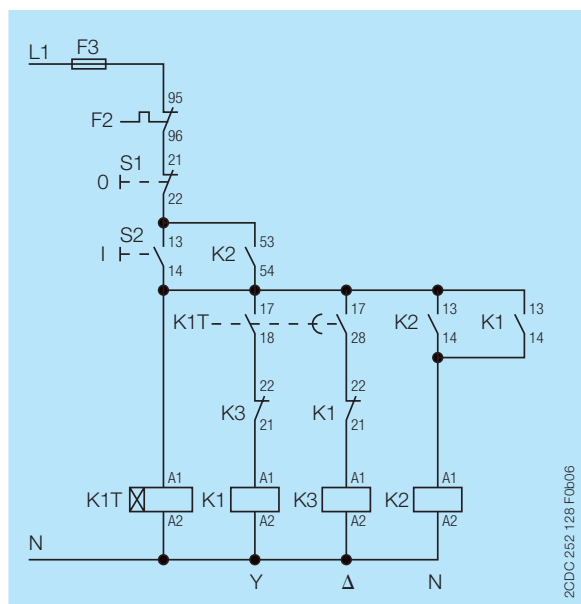 L1 F3
95
F2
96
S1 21
0
22
S2 13 K2 53
I
14 54
K1T 17 17 K2 13 K1 13
18 28 14 14
22 22
K3 K1
21 21
A1 A1 A1 A1
K1T K1 K3 K2
A2 A2 A2 A2
N
Y Δ N
2CDC 252 128 F0b06